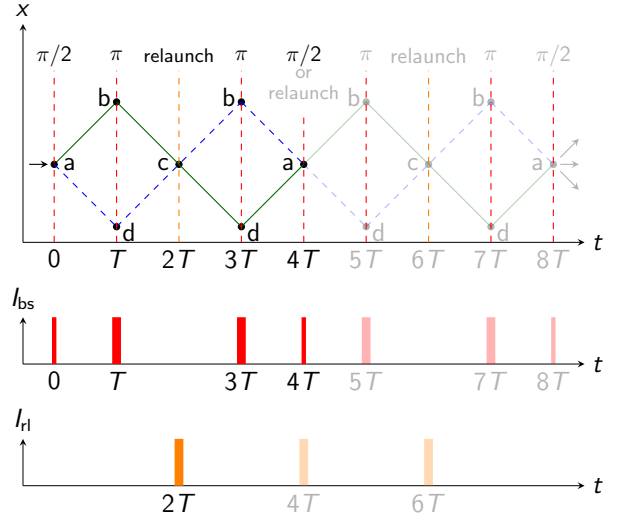 x
π/2 π relaunch π π/2 π relaunch π π/2
or
relaunch
b b b b
a c a c a
d d d d
0 T 2T 3T 4T 5T 6T 7T 8T t
I_bs
0 T 3T 4T 5T 7T 8T t
I_rl
2T 4T 6T t